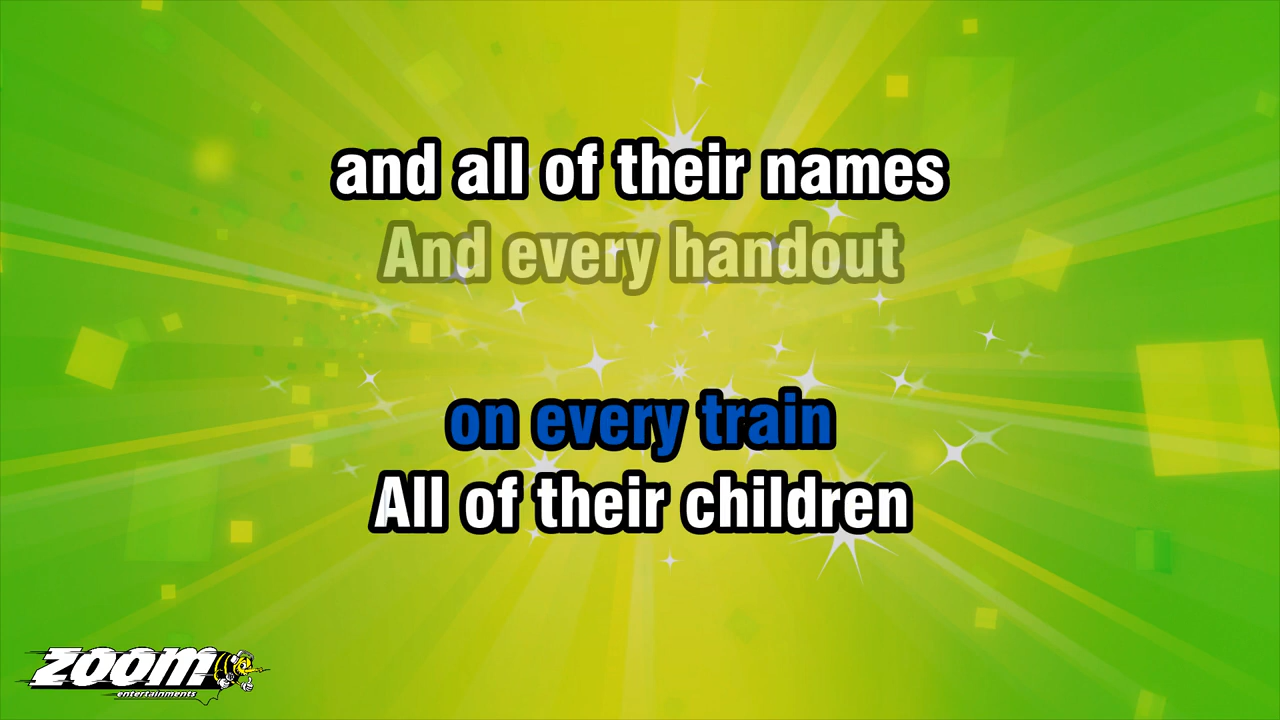 and all of their names
And every handout
on every train
All of their children
zoom
entertainments